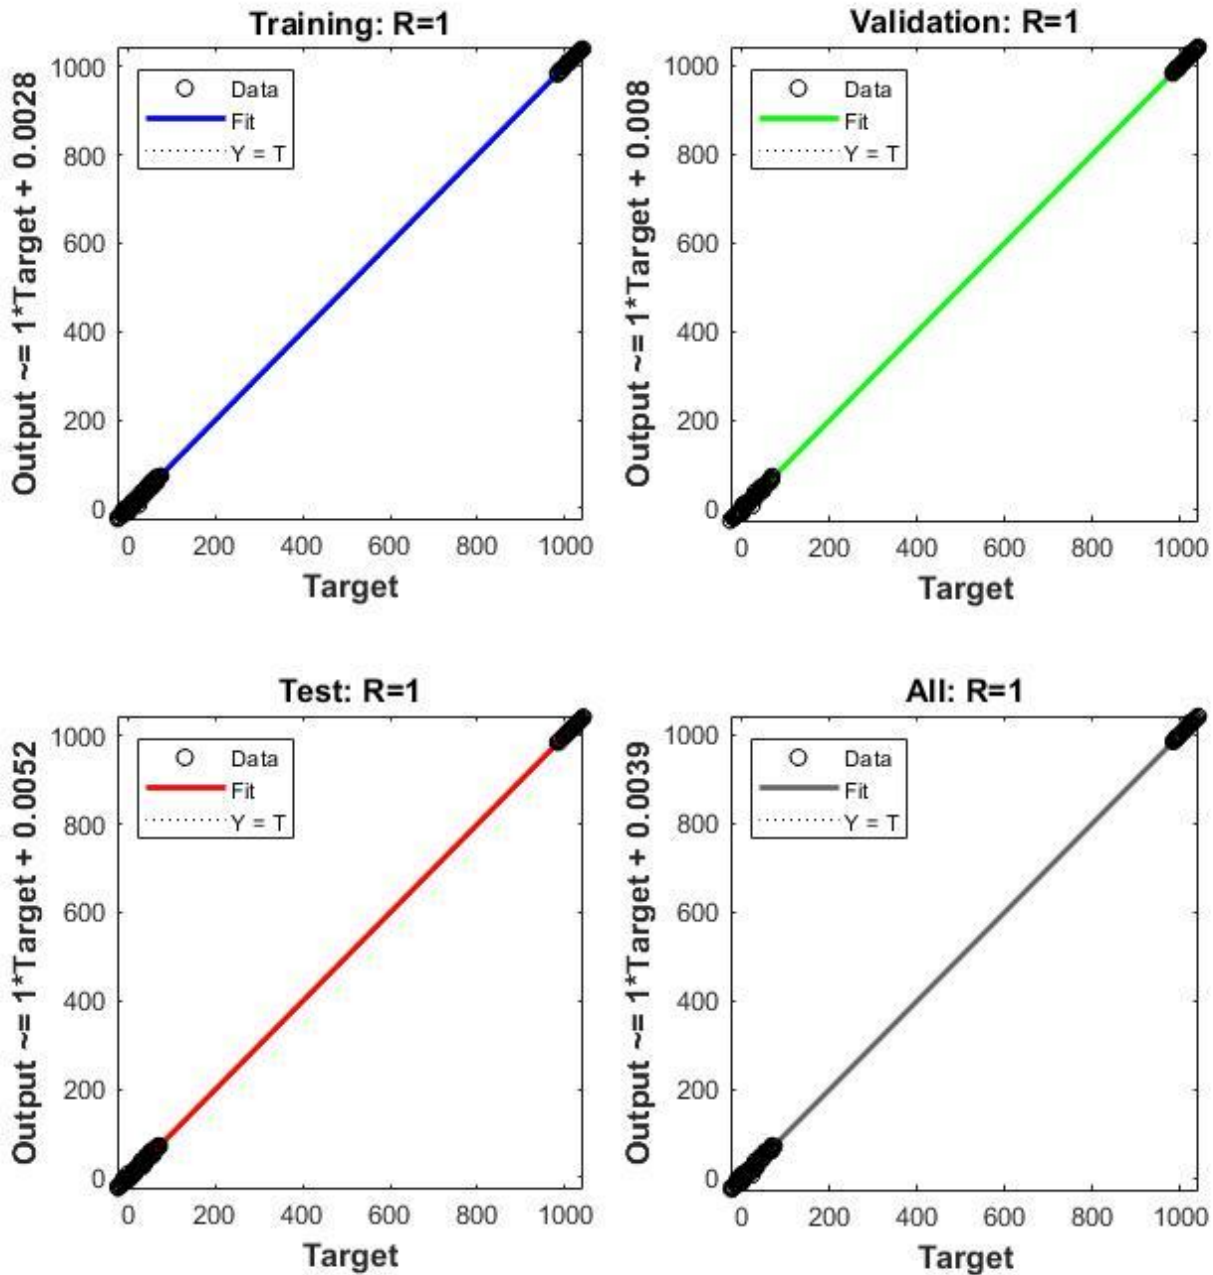 Training: R=1
Output ~= 1*Target + 0.0028
1000
800
600
400
200
0
Data
Fit
Y = T
0 200 400 600 800 1000
Target
Validation: R=1
Output ~= 1*Target + 0.008
1000
800
600
400
200
0
Data
Fit
Y = T
0 200 400 600 800 1000
Target
Test: R=1
Output ~= 1*Target + 0.0052
1000
800
600
400
200
0
Data
Fit
Y = T
0 200 400 600 800 1000
Target
All: R=1
Output ~= 1*Target + 0.0039
1000
800
600
400
200
0
Data
Fit
Y = T
0 200 400 600 800 1000
Target